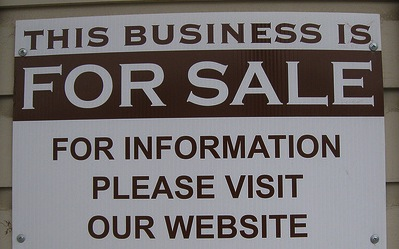 THIS BUSINESS IS
FOR SALE
FOR INFORMATION
PLEASE VISIT
OUR WEBSITE